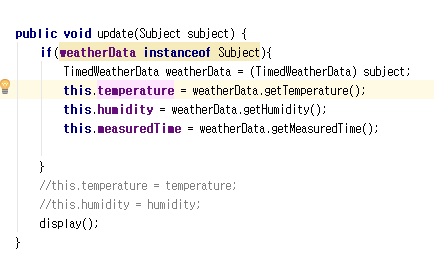 public void update(Subject subject) {
if(weatherData instanceof Subject){
TimedWeatherData weatherData = (TimedWeatherData) subject;
this.temperature = weatherData.getTemperature();
this.humidity = weatherData.getHumidity();
this.measuredTime = weatherData.getMeasuredTime();
}
//this.temperature = temperature;
//this.humidity = humidity;
display();
}